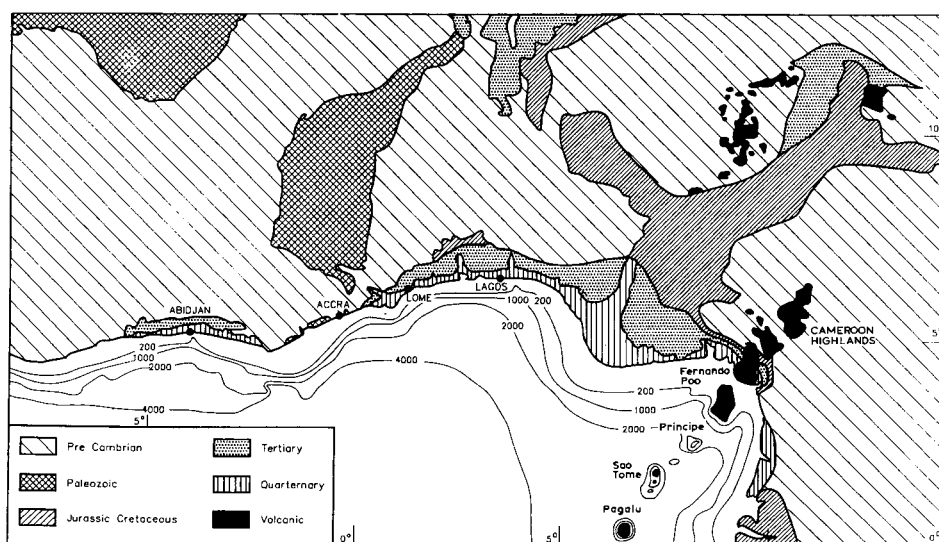 10
ABIDJAN
ACCRA
LOME
LAGOS
1000 200
2000
4000
5
CAMEROON
HIGHLANDS
200
1000
2000
4000
5°
Fernando
Poo
200
1000
2000
Principe
Sao
Tome
Pagalu
Pre Cambrian
Tertiary
Paleozoic
Quarternary
Jurassic Cretaceous
Volcanic
0°
5°
0°